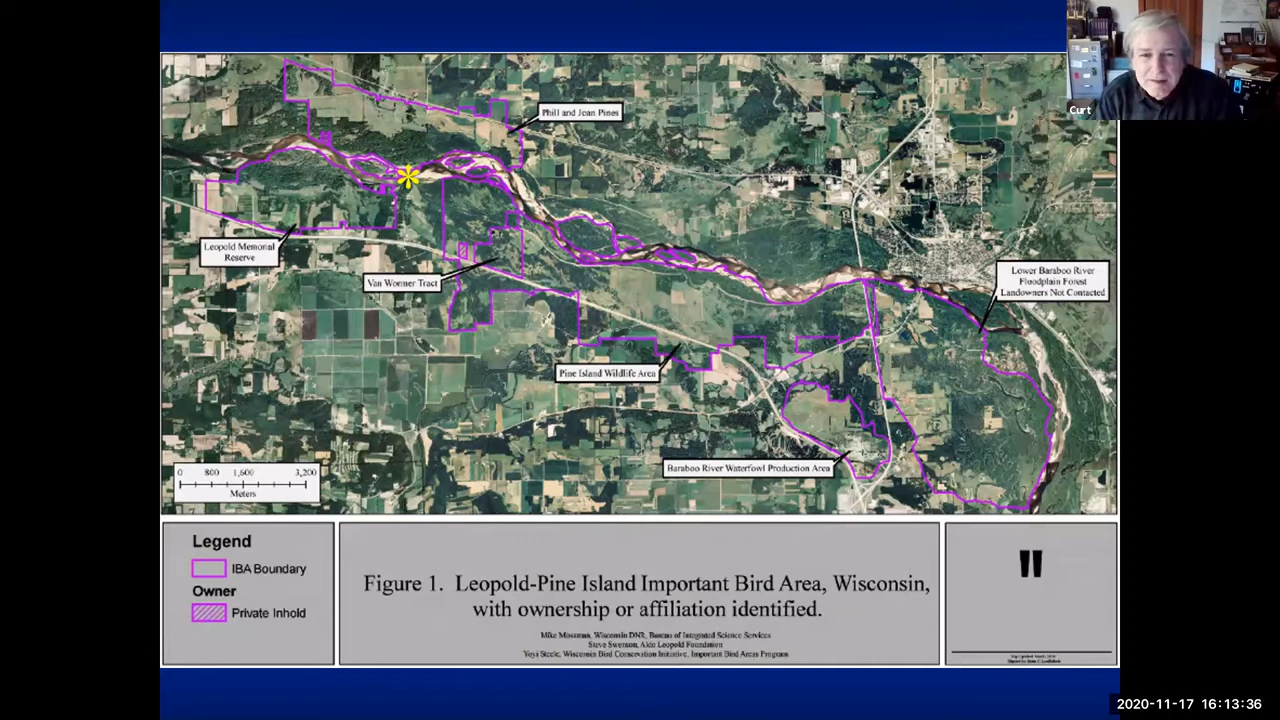 Curt
Phill and Joan Pines
Leopold Memorial
Reserve
Van Wormer Tract
Lower Baraboo River
Floodplain Forest
Landowners Not Contacted
Pine Island Wildlife Area
Baraboo River Waterfowl Production Area
0 800 1,600 3,200
Meters
Legend
IBA Boundary
Owner
Private Inhold
Figure 1. Leopold-Pine Island Important Bird Area, Wisconsin,
with ownership or affiliation identified.
Mike Mossman, Wisconsin DNR, Bureau of Integrated Science Services
Steve Swenson, Aldo Leopold Foundation
Yoyi Steele, Wisconsin Bird Conservation Initiative, Important Bird Areas Program
"
2020-11-17 16:13:36